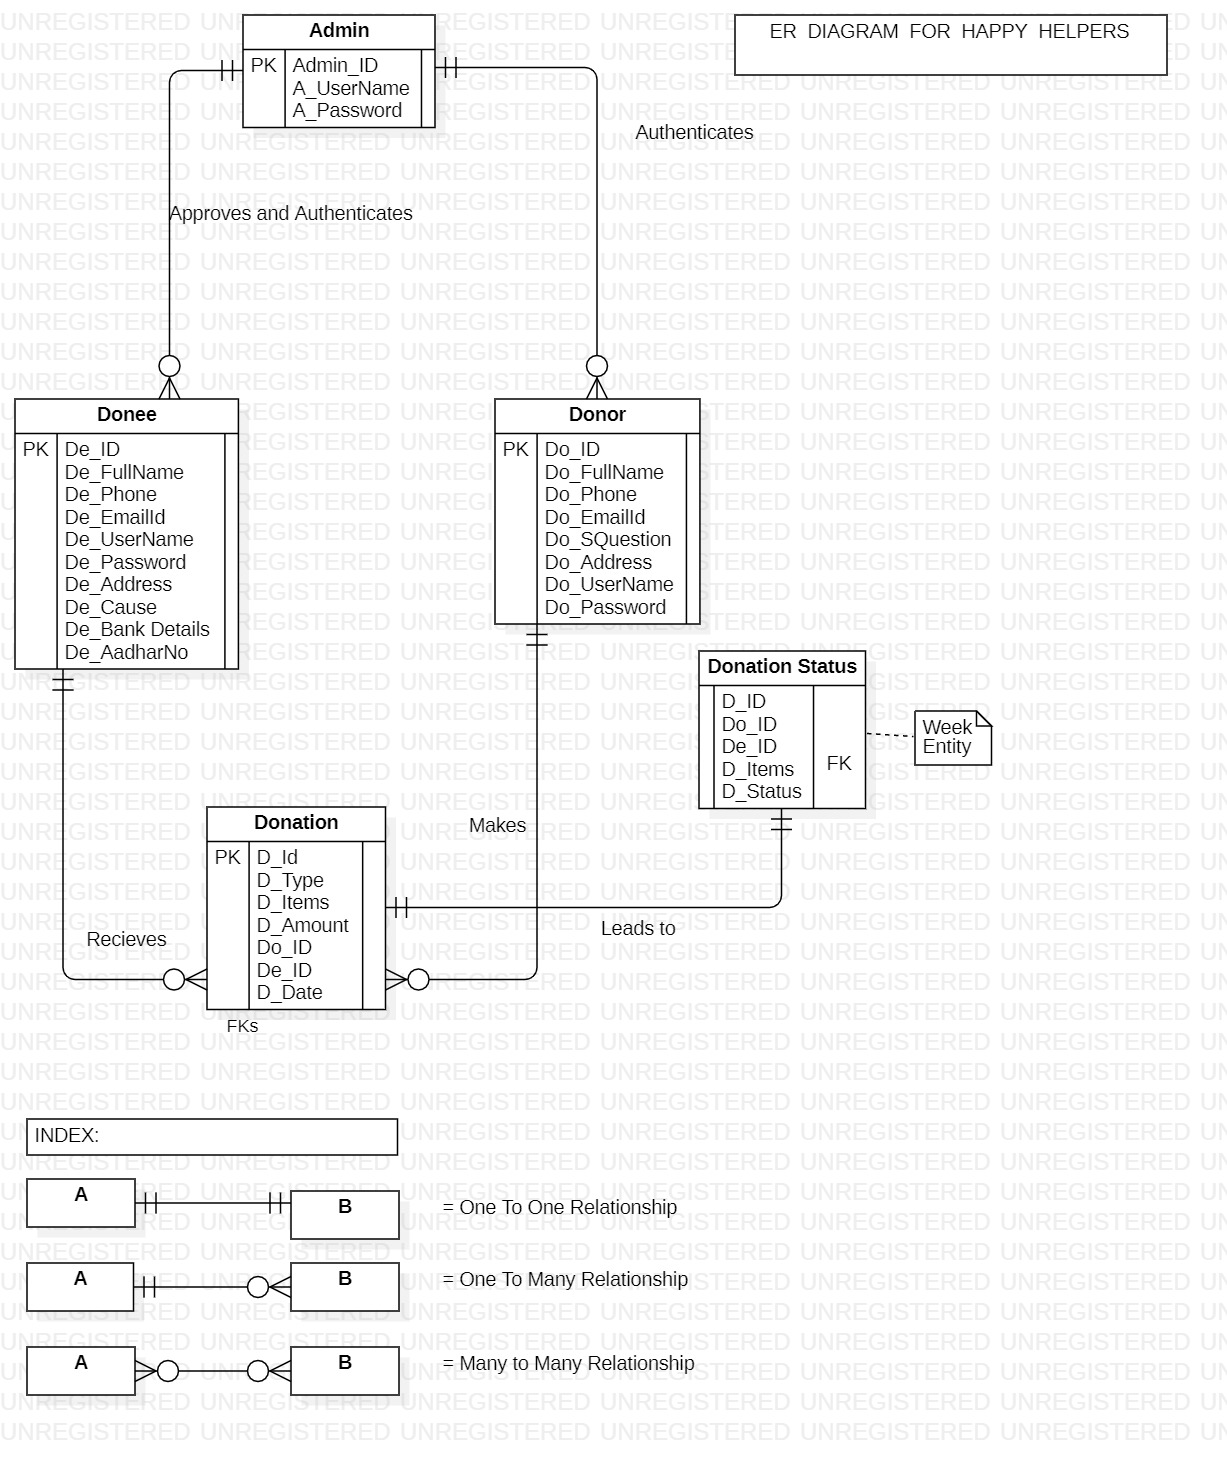 Admin
PK
Admin_ID
A_UserName
A_Password
ER DIAGRAM FOR HAPPY HELPERS
Authenticates
Approves and Authenticates
Donee
PK
De_ID
De_FullName
De_Phone
De_EmailId
De_UserName
De_Password
De_Address
De_Cause
De_Bank Details
De_AadharNo
Donor
PK
Do_ID
Do_FullName
Do_Phone
Do_EmailId
Do_SQuestion
Do_Address
Do_UserName
Do_Password
Donation Status
D_ID
Do_ID
De_ID
D_Items
D_Status
FK
Week
Entity
Donation
PK
D_Id
D_Type
D_Items
D_Amount
Do_ID
De_ID
D_Date
FKs
Makes
Leads to
Recieves
INDEX:
A
B
= One To One Relationship
A
B
= One To Many Relationship
A
B
= Many to Many Relationship
UNREGISTERED